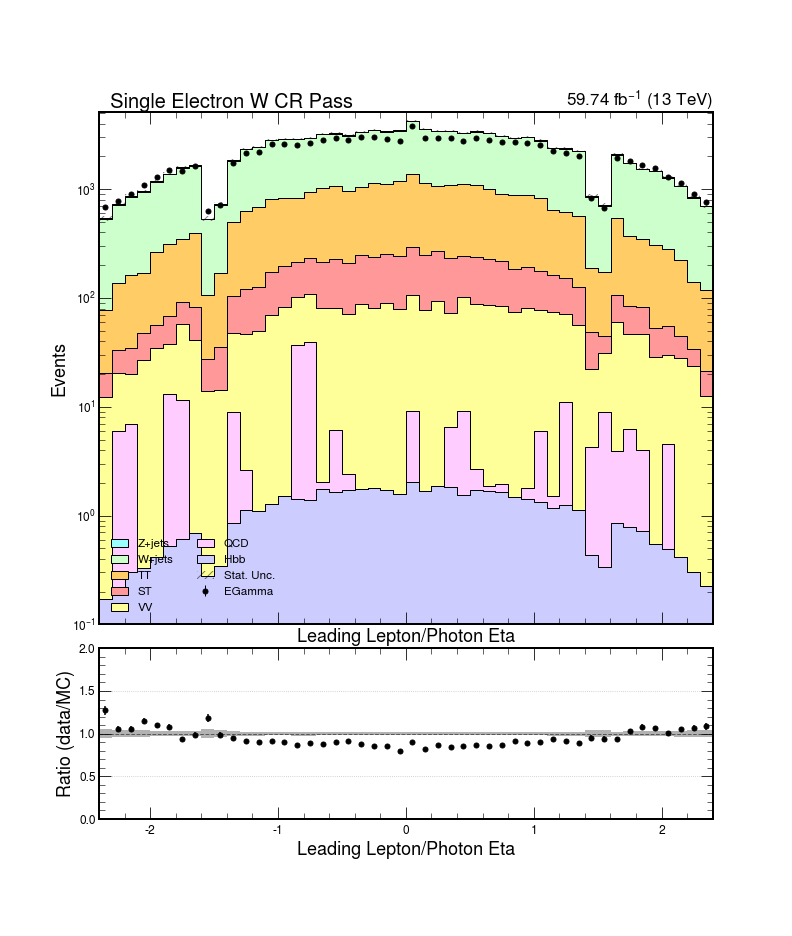 Single Electron W CR Pass 59.74 fb⁻¹ (13 TeV)
Events
10³
10²
10¹
10⁰
10⁻¹
Z+jets QCD
W+jets Hbb
TT Stat. Unc.
ST EGamma
VV
Leading Lepton/Photon Eta
Ratio (data/MC)
2.0
1.5
1.0
0.5
0.0
-2 -1 0 1 2
Leading Lepton/Photon Eta